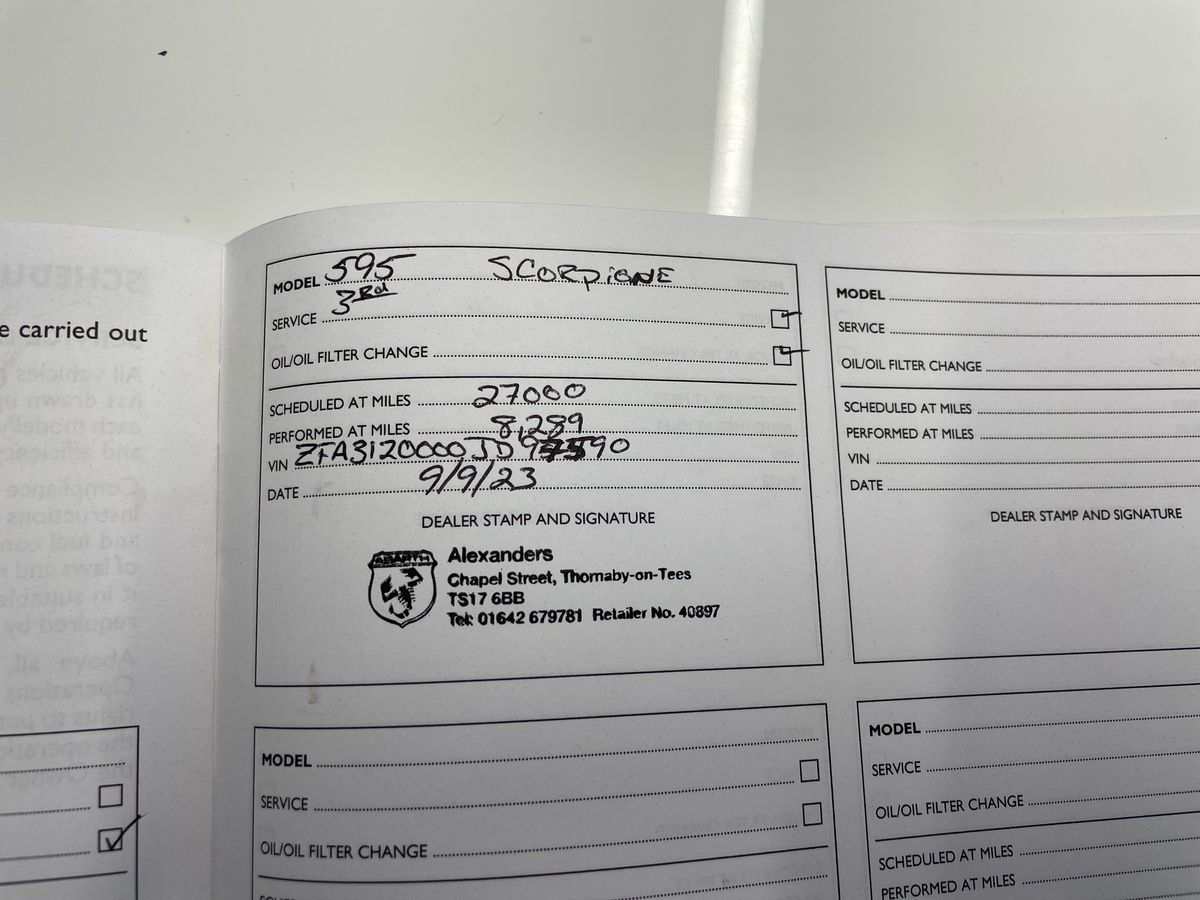 e carried out
MODEL 595 SCORPIONE
SERVICE 3Rd
OIL/OIL FILTER CHANGE
SCHEDULED AT MILES 27000
PERFORMED AT MILES 8,289
VIN
DATE 9/9/23
DEALER STAMP AND SIGNATURE
ABARTH
Alexanders
Chapel Street, Thornaby-on-Tees
TS17 6BB
Tel: 01642 679781 Retailer No. 40897
MODEL
SERVICE
OIL/OIL FILTER CHANGE
SCHEDULED AT MILES
PERFORMED AT MILES
VIN
DATE
DEALER STAMP AND SIGNATURE
MODEL
SERVICE
OIL/OIL FILTER CHANGE
MODEL
SERVICE
OIL/OIL FILTER CHANGE
SCHEDULED AT MILES
PERFORMED AT MILES